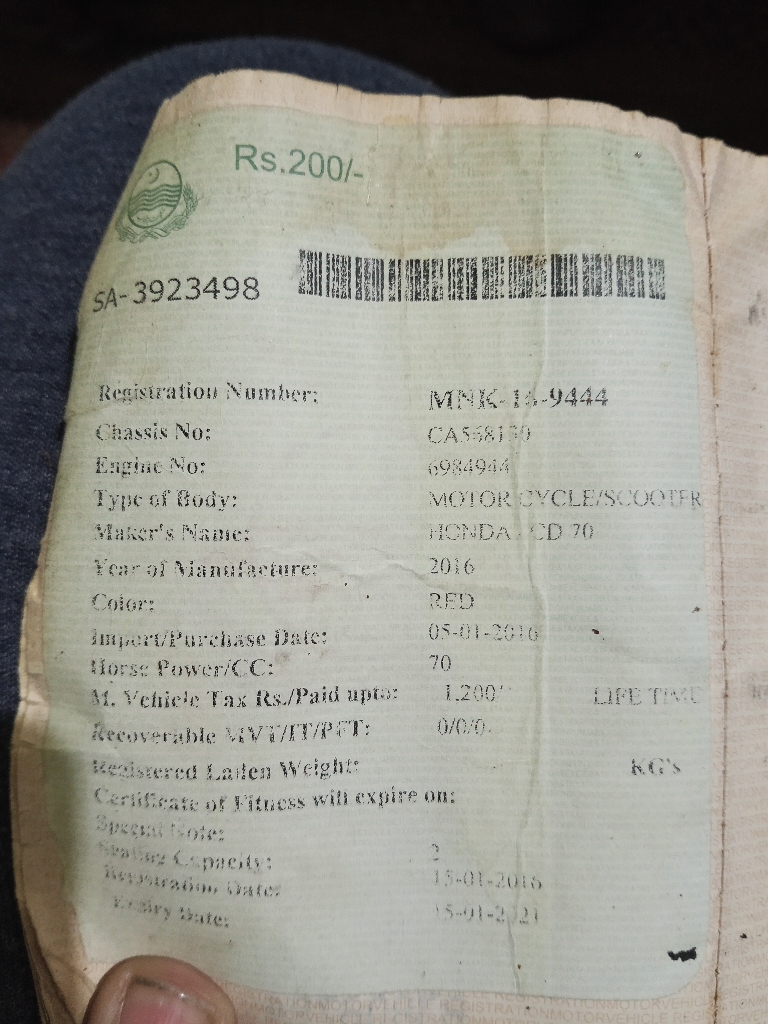 Rs.200/-
SA-3923498
Registration Number: MNK-16-9444
Chassis No: CA568130
Engine No: 6984944
Type of Body: MOTOR CYCLE/SCOOTER
Maker's Name: HONDA CD 70
Year of Manufacture: 2016
Color: RED
Import/Purchase Date: 05-01-2016
Horse Power/CC: 70
M. Vehicle Tax Rs./Paid upto: 1,200/- LIFE TIME
Recoverable MVT/IT/PFT: 0/0/0
Registered Laden Weight: KG's
Certificate of Fitness will expire on:
Special Note:
Seating Capacity: 2
Registration Date: 15-01-2016
Expiry Date: 15-01-2021